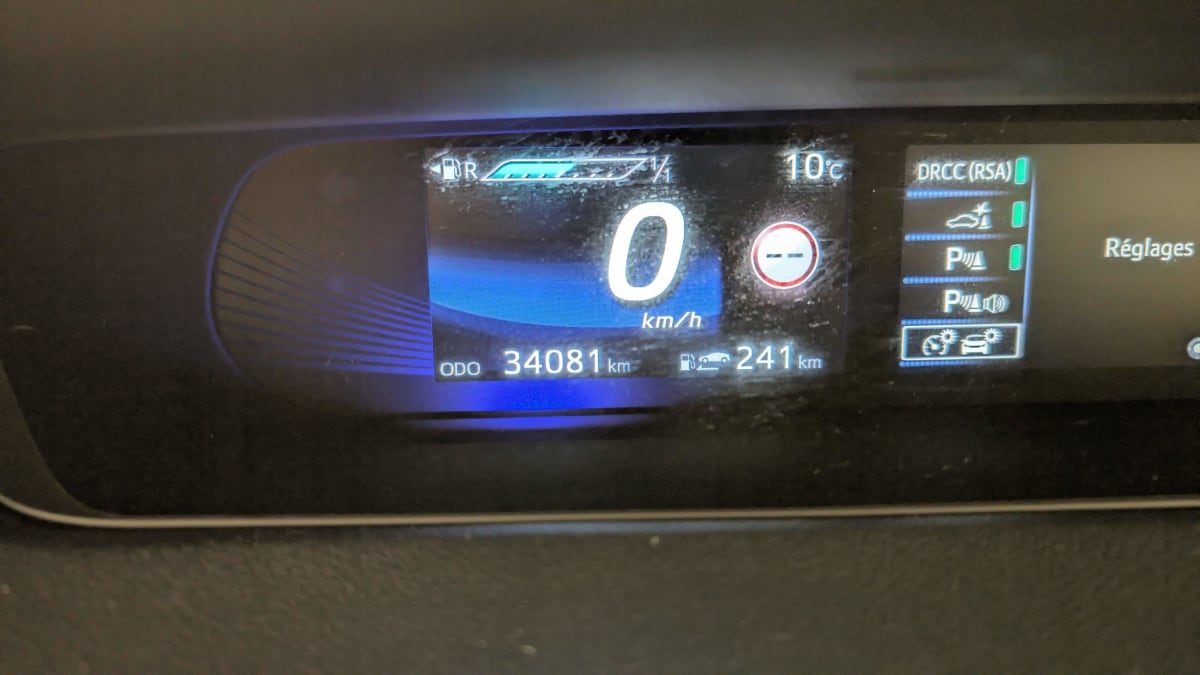 R 1/1 10°C
0
--
km/h
ODO 34081 km 241 km
DRCC (RSA)
P
P
Réglages